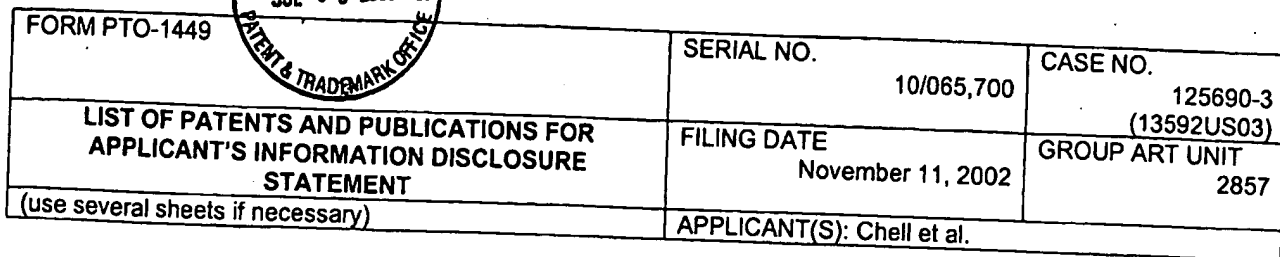 FORM PTO-1449
PATENT & TRADEMARK OFFICE
SERIAL NO.
10/065,700
CASE NO.
125690-3
(13592US03)
LIST OF PATENTS AND PUBLICATIONS FOR
APPLICANT'S INFORMATION DISCLOSURE
STATEMENT
(use several sheets if necessary)
FILING DATE
November 11, 2002
GROUP ART UNIT
2857
APPLICANT(S): Chell et al.